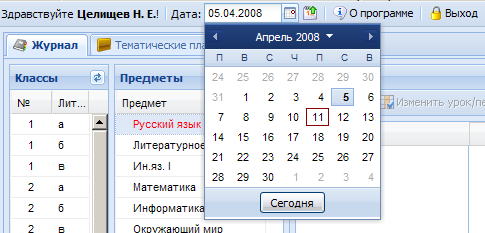 Здравствуйте Целищев Н. Е.! Дата: 05.04.2008 О программе Выход
Журнал Тематические пла
Классы Предметы
№ Лит... Предмет Изменить урок/пе
1 а Русский язык
1 б Литературное
1 в Ин.яз. I
2 а Математика
2 б Информатика
2 в Окружающий мир
Апрель 2008
П В С Ч П С В
24 25 26 27 28 29 30
31 1 2 3 4 5 6
7 8 9 10 11 12 13
14 15 16 17 18 19 20
21 22 23 24 25 26 27
28 29 30 1 2 3 4
Сегодня